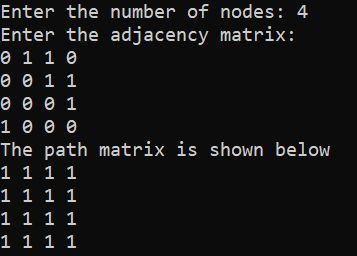 Enter the number of nodes: 4
Enter the adjacency matrix:
0 1 1 0
0 0 1 1
0 0 0 1
1 0 0 0
The path matrix is shown below
1 1 1 1
1 1 1 1
1 1 1 1
1 1 1 1